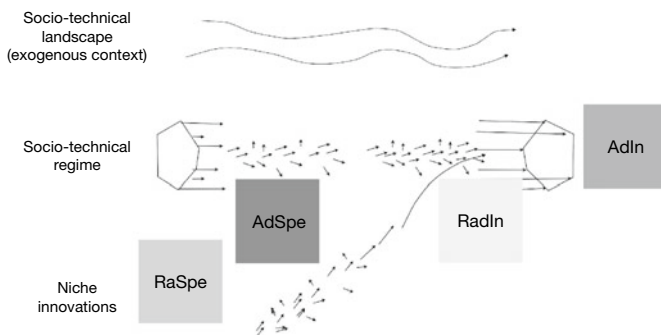 Socio-technical
landscape
(exogenous context)
Socio-technical
regime
AdIn
AdSpe
RadIn
RaSpe
Niche
innovations